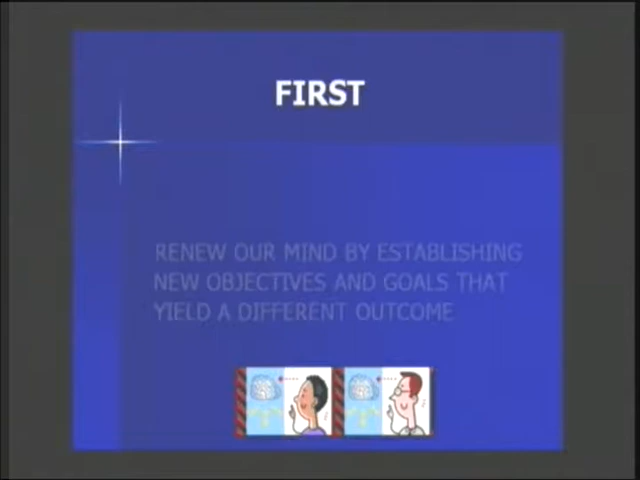 FIRST
RENEW OUR MIND BY ESTABLISHING
NEW OBJECTIVES AND GOALS THAT
YIELD A DIFFERENT OUTCOME